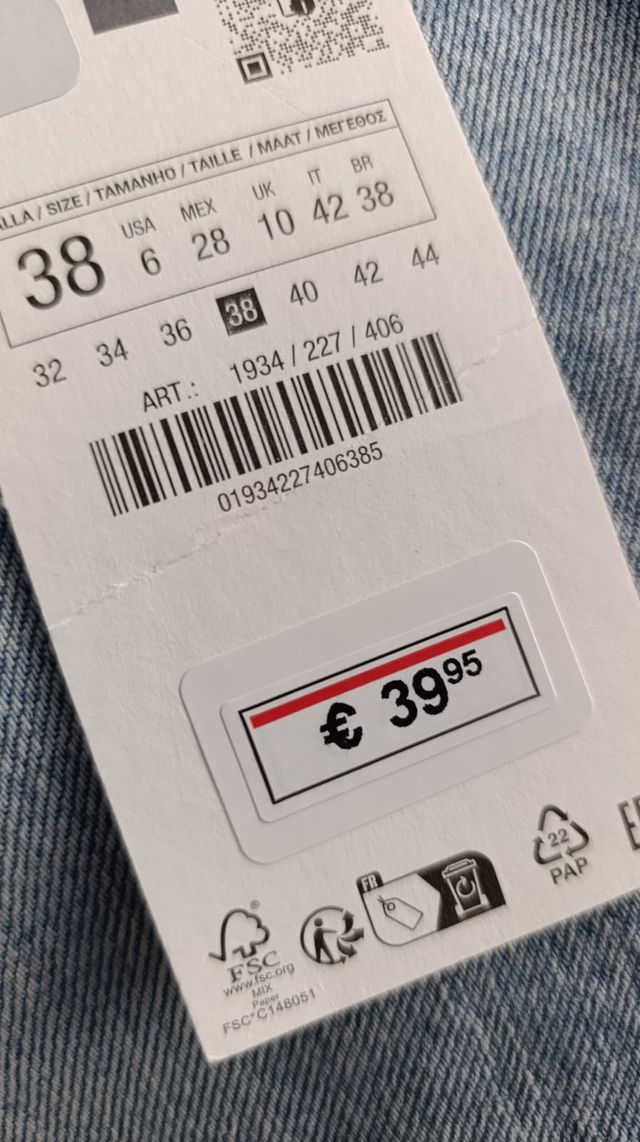 TALLA / SIZE / TAMANHO / TAILLE / MAAT / ΜΕΓΕΘΟΣ
38 USA 6 MEX 28 UK 10 IT 42 BR 38
32 34 36 38 40 42 44
ART.: 1934 / 227 / 406
01934227406385
€ 39⁹⁵
FR
22
PAP
®
FSC
www.fsc.org
MIX
Paper
FSC® C148051